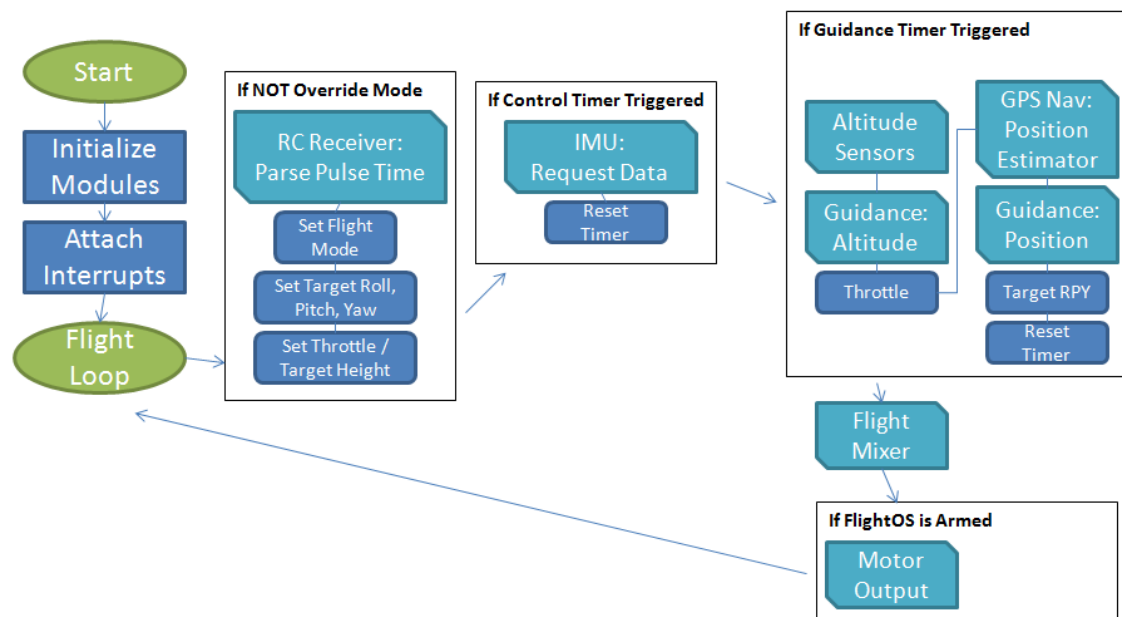 Start
Initialize
Modules
Attach
Interrupts
Flight
Loop
If NOT Override Mode
RC Receiver:
Parse Pulse Time
Set Flight
Mode
Set Target Roll,
Pitch, Yaw
Set Throttle /
Target Height
If Control Timer Triggered
IMU:
Request Data
Reset
Timer
If Guidance Timer Triggered
Altitude
Sensors
Guidance:
Altitude
Throttle
GPS Nav:
Position
Estimator
Guidance:
Position
Target RPY
Reset
Timer
Flight
Mixer
If FlightOS is Armed
Motor
Output